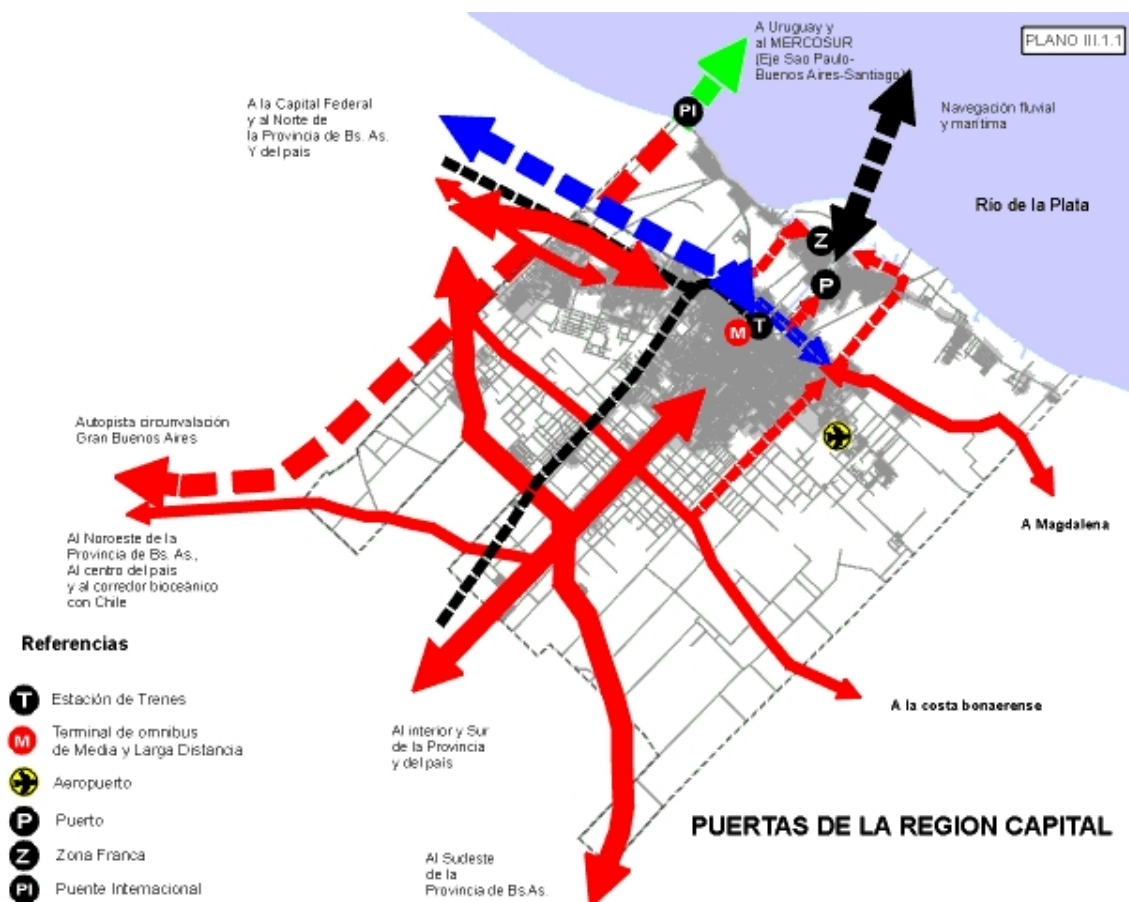 PLANO III.1.1
A Uruguay y
al MERCOSUR
(Eje Sao Paulo-
Buenos Aires-Santiago)
A la Capital Federal
y al Norte de
la Provincia de Bs. As.
Y del país
Navegación fluvial
y marítima
Río de la Plata
PI
Z
P
T
M
Autopista circunvalación
Gran Buenos Aires
Al Noroeste de la
Provincia de Bs. As.,
Al centro del país
y al corredor bioceánico
con Chile
A Magdalena
A la costa bonaerense
Al interior y Sur
de la Provincia
y del país
Al Sudeste
de la
Provincia de Bs.As.
PUERTAS DE LA REGION CAPITAL
Referencias
T Estación de Trenes
M Terminal de omnibus
de Media y Larga Distancia
Aeropuerto
P Puerto
Z Zona Franca
PI Puente Internacional